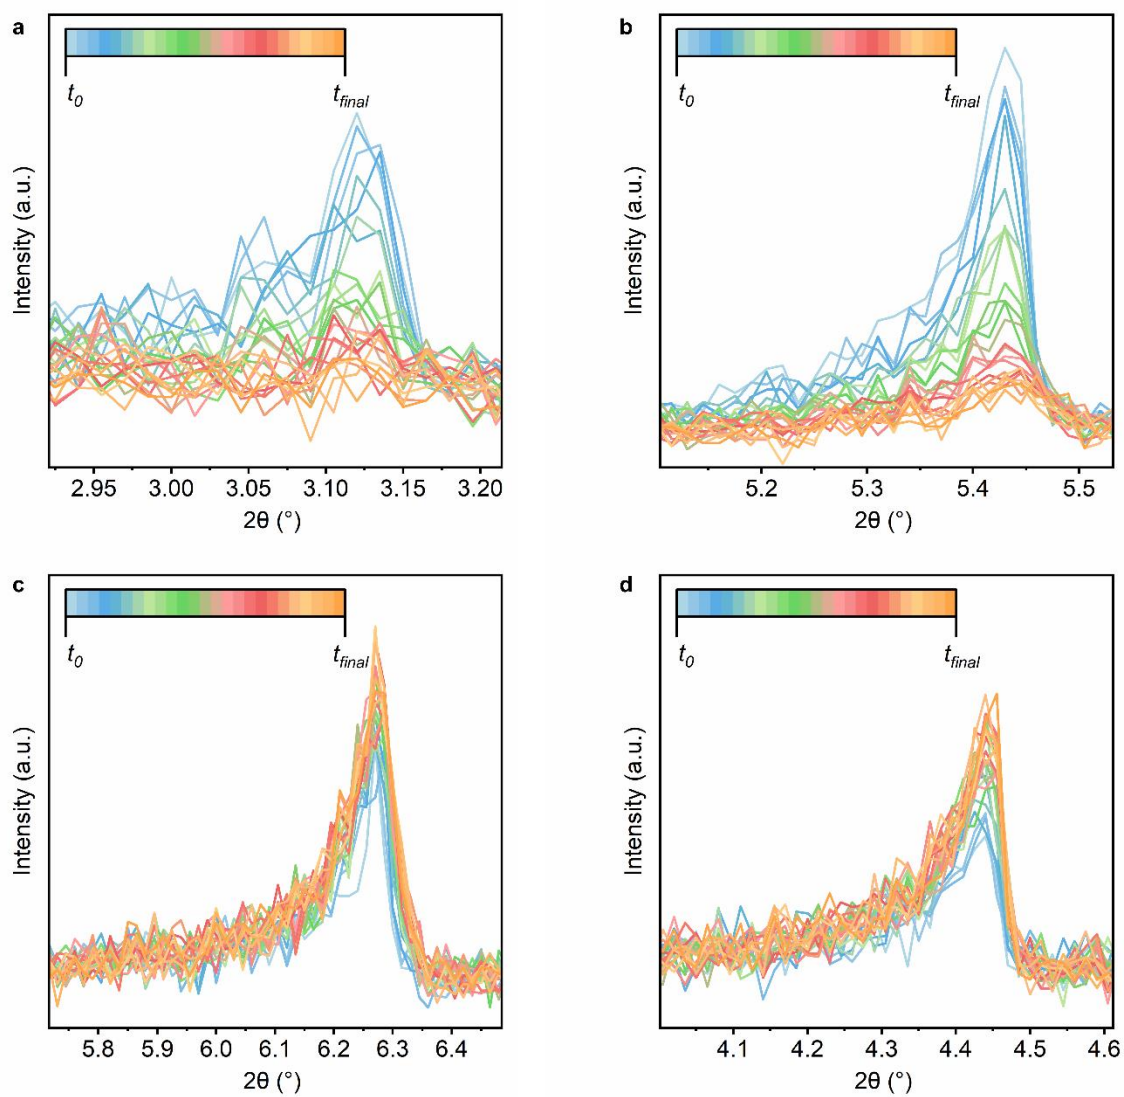 a
t0
tfinal
Intensity (a.u.)
2.95 3.00 3.05 3.10 3.15 3.20
2θ (°)
b
t0
tfinal
Intensity (a.u.)
5.2 5.3 5.4 5.5
2θ (°)
c
t0
tfinal
Intensity (a.u.)
5.8 5.9 6.0 6.1 6.2 6.3 6.4
2θ (°)
d
t0
tfinal
Intensity (a.u.)
4.1 4.2 4.3 4.4 4.5 4.6
2θ (°)